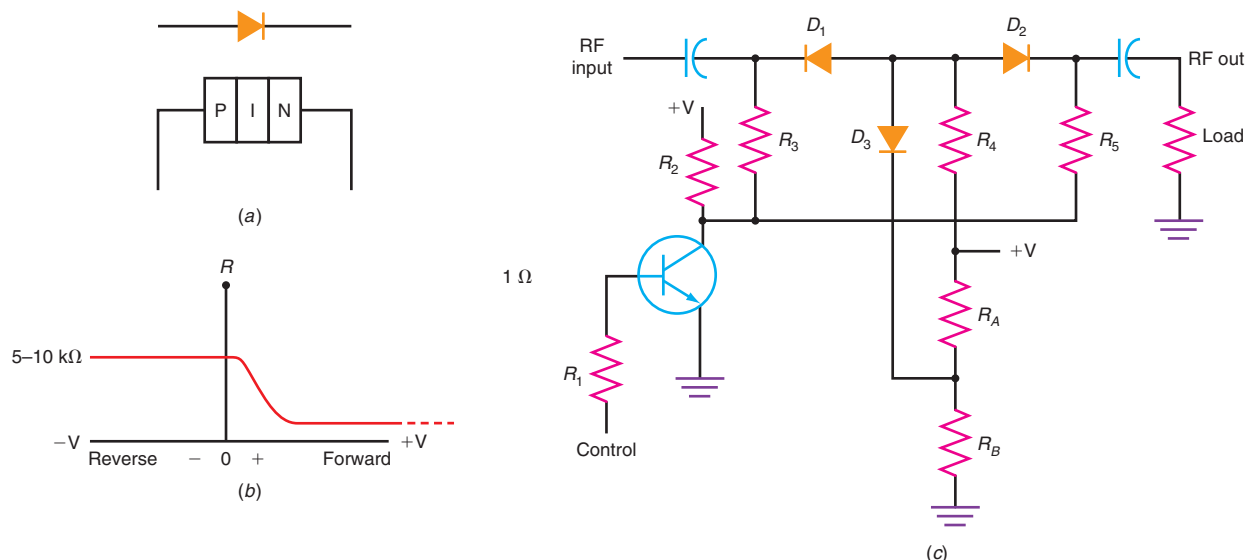 P I N
(a)
R
5–10 kΩ
1 Ω
−V
+V
Reverse − 0 + Forward
(b)
RF
input
D1
D2
RF out
+V
R2
R3
D3
R4
R5
Load
+V
RA
R1
Control
RB
(c)